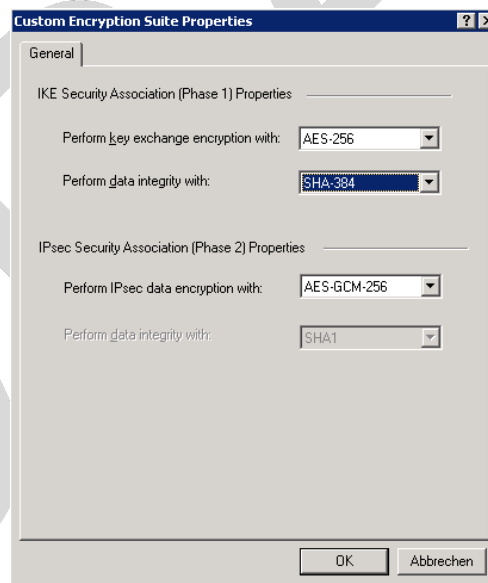 Custom Encryption Suite Properties
General
IKE Security Association (Phase 1) Properties
Perform key exchange encryption with: AES-256
Perform data integrity with: SHA-384
IPsec Security Association (Phase 2) Properties
Perform IPsec data encryption with: AES-GCM-256
Perform data integrity with: SHA1
OK Abbrechen